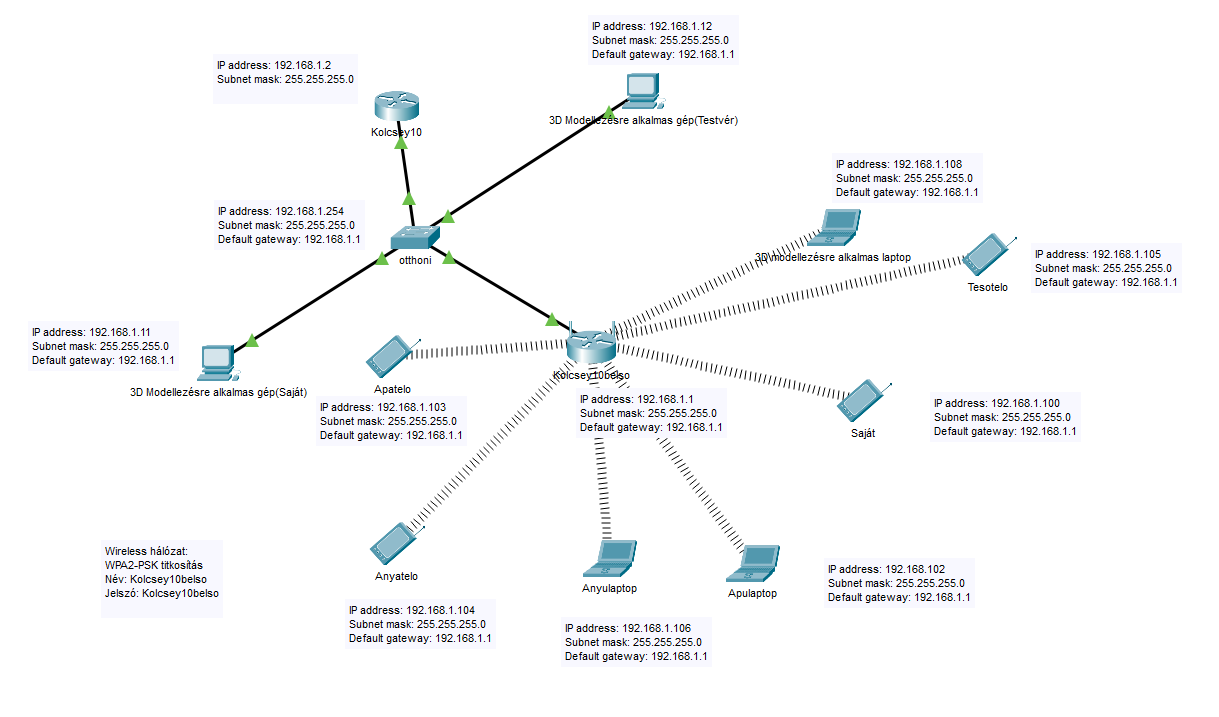 IP address: 192.168.1.12
Subnet mask: 255.255.255.0
Default gateway: 192.168.1.1
3D Modellezésre alkalmas gép(Testvér)
IP address: 192.168.1.2
Subnet mask: 255.255.255.0
Kolcsey10
IP address: 192.168.1.108
Subnet mask: 255.255.255.0
Default gateway: 192.168.1.1
3D modellezésre alkalmas laptop
IP address: 192.168.1.254
Subnet mask: 255.255.255.0
Default gateway: 192.168.1.1
otthoni
IP address: 192.168.1.105
Subnet mask: 255.255.255.0
Default gateway: 192.168.1.1
Tesotelo
IP address: 192.168.1.11
Subnet mask: 255.255.255.0
Default gateway: 192.168.1.1
3D Modellezésre alkalmas gép(Saját)
Apatelo
IP address: 192.168.1.103
Subnet mask: 255.255.255.0
Default gateway: 192.168.1.1
Kolcsey10belso
IP address: 192.168.1.1
Subnet mask: 255.255.255.0
Default gateway: 192.168.1.1
Saját
IP address: 192.168.1.100
Subnet mask: 255.255.255.0
Default gateway: 192.168.1.1
Wireless hálózat:
WPA2-PSK titkosítás
Név: Kolcsey10belso
Jelszó: Kolcsey10belso
Anyatelo
IP address: 192.168.1.104
Subnet mask: 255.255.255.0
Default gateway: 192.168.1.1
Anyulaptop
IP address: 192.168.1.106
Subnet mask: 255.255.255.0
Default gateway: 192.168.1.1
Apulaptop
IP address: 192.168.102
Subnet mask: 255.255.255.0
Default gateway: 192.168.1.1